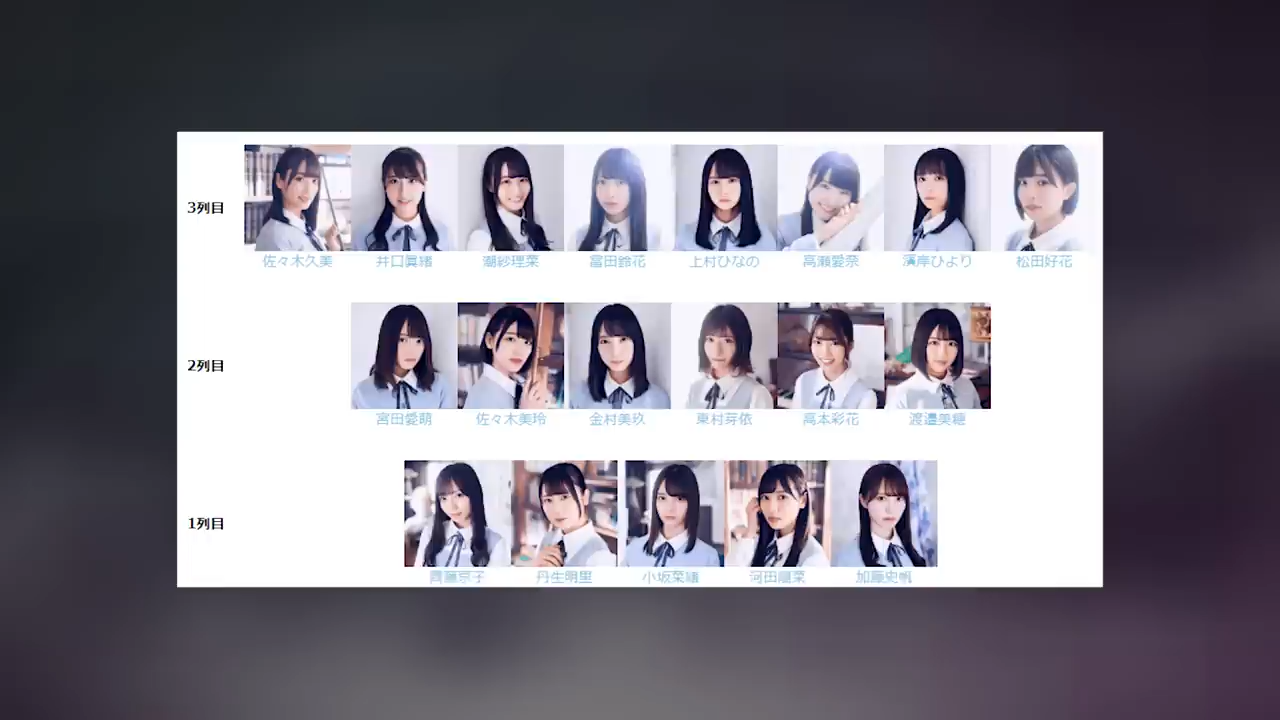 3列目
佐々木久美 井口眞緒 潮紗理菜 富田鈴花 上村ひなの 高瀬愛奈 濱岸ひより 松田好花
2列目
宮田愛萌 佐々木美玲 金村美玖 東村芽依 高本彩花 渡邉美穂
1列目
齊藤京子 丹生明里 小坂菜緒 河田陽菜 加藤史帆